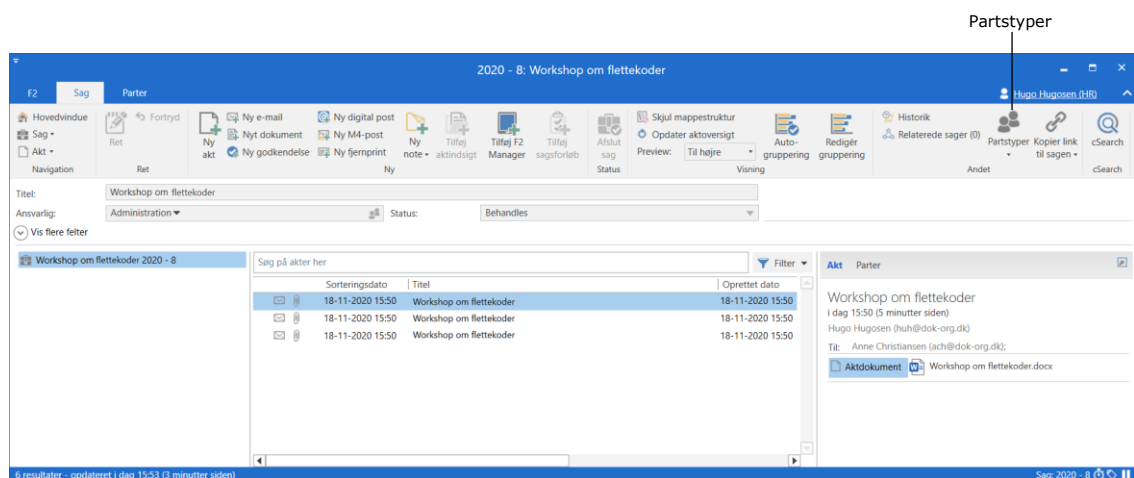 Partstyper
2020 - 8: Workshop om flettekoder
F2 Sag Parter Hugo Hugosen (HR)
Hovedvindue
Sag
Akt
Navigation
Ret
Fortryd
Ret
Ny akt
Ny e-mail
Nyt dokument
Ny godkendelse
Ny digital post
Ny M4-post
Ny fjernprint
Ny note
Tilføj aktindsigt
Tilføj F2 Manager
Tilføj sagsforløb
Ny
Afslut sag
Status
Skjul mappestruktur
Opdater aktoversigt
Preview: Til højre
Auto-gruppering
Redigér gruppering
Visning
Historik
Relaterede sager (0)
Partstyper
Kopier link til sagen
Andet
cSearch
cSearch
Titel: Workshop om flettekoder
Ansvarlig: Administration Status: Behandles
Vis flere felter
Workshop om flettekoder 2020 - 8
Søg på akter her Filter
Sorteringsdato Titel Oprettet dato
18-11-2020 15:50 Workshop om flettekoder 18-11-2020 15:50
18-11-2020 15:50 Workshop om flettekoder 18-11-2020 15:50
18-11-2020 15:50 Workshop om flettekoder 18-11-2020 15:50
Akt Parter
Workshop om flettekoder
i dag 15:50 (5 minutter siden)
Hugo Hugosen (huh@dok-org.dk)
Til: Anne Christiansen (ach@dok-org.dk);
Aktdokument Workshop om flettekoder.docx
6 resultater - opdateret i dag 15:53 (3 minutter siden) Sag: 2020 - 8